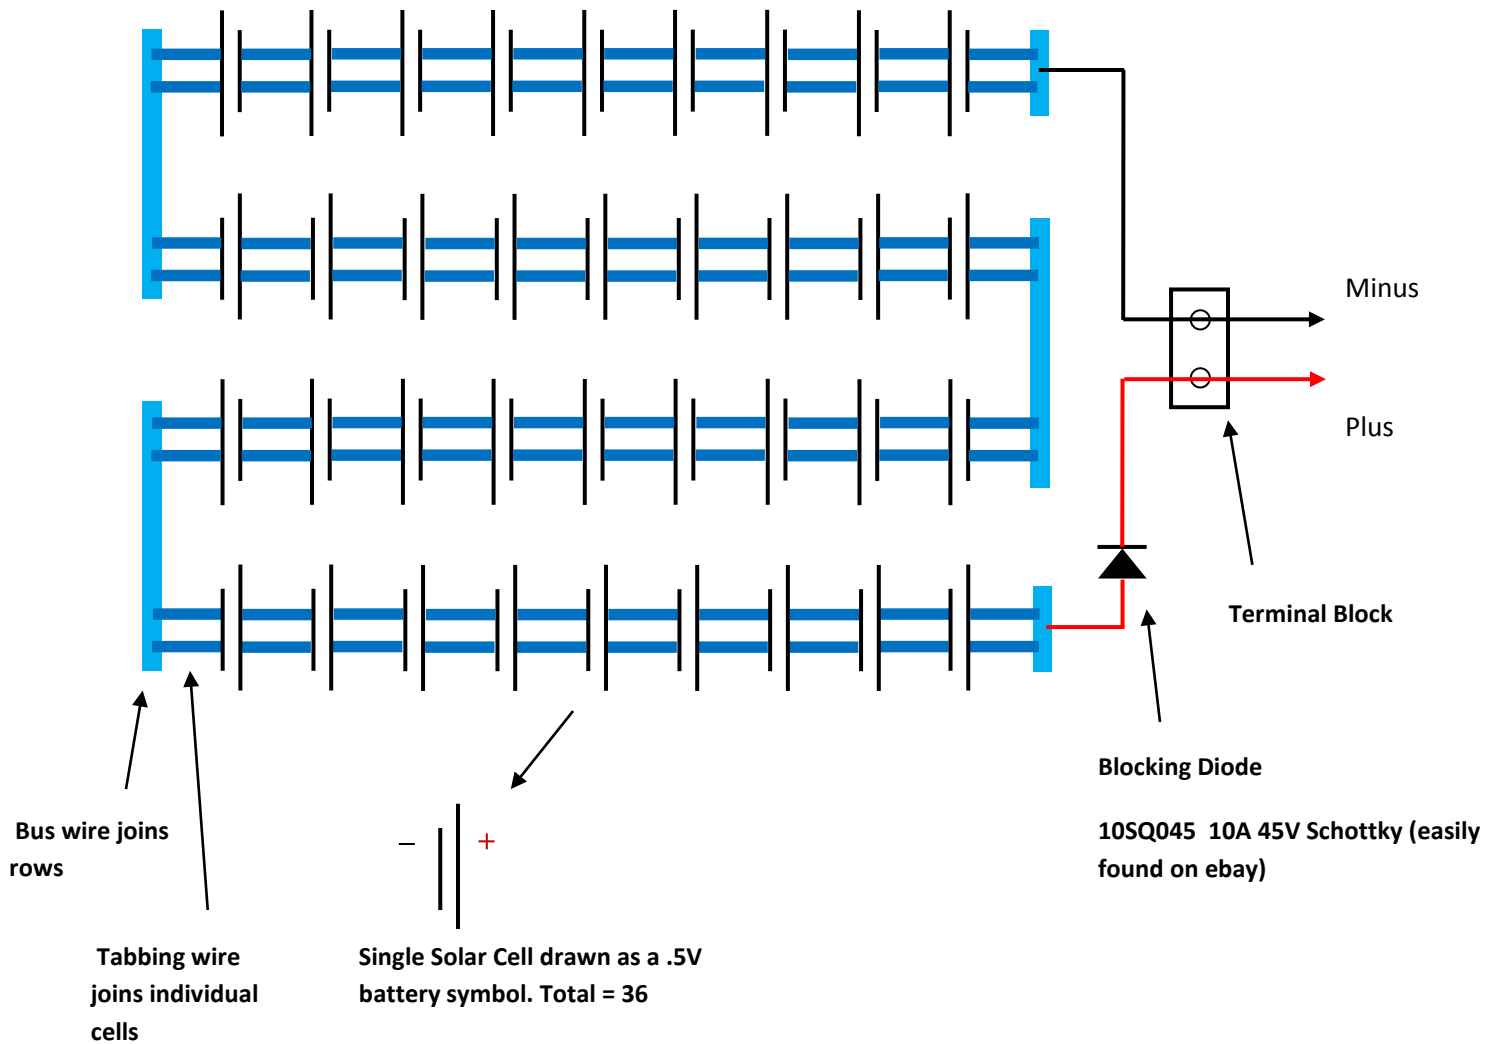 Minus
Plus
Terminal Block
Blocking Diode
10SQ045  10A 45V Schottky (easily
found on ebay)
Bus wire joins
rows
– +
Tabbing wire
joins individual
cells
Single Solar Cell drawn as a .5V
battery symbol. Total = 36